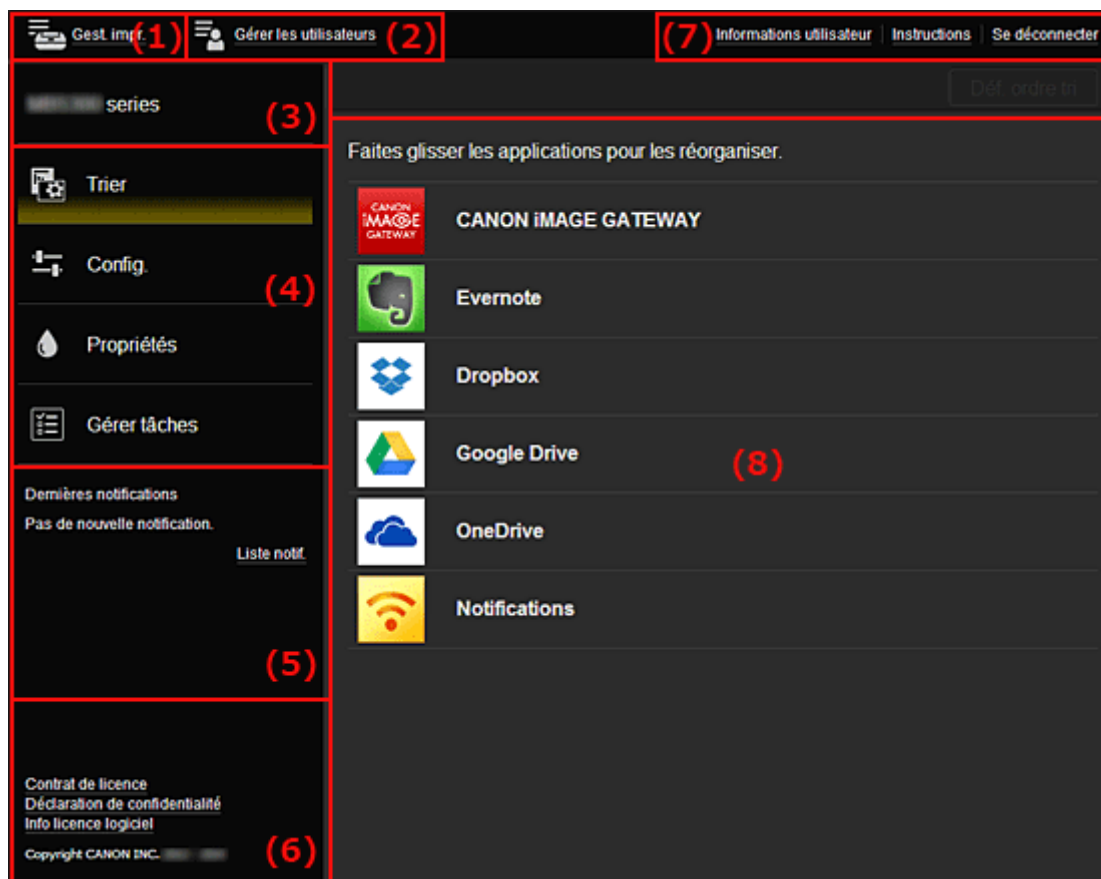 Gest. impr. (1)
Gérer les utilisateurs (2)
(7) Informations utilisateur Instructions Se déconnecter
series
(3)
Déf. ordre tri
Trier
Config.
(4)
Propriétés
Gérer tâches
Dernières notifications
Pas de nouvelle notification.
Liste notif.
(5)
Contrat de licence
Déclaration de confidentialité
Info licence logiciel
Copyright CANON INC.
(6)
Faites glisser les applications pour les réorganiser.
CANON
iMAGE
GATEWAY
CANON iMAGE GATEWAY
Evernote
Dropbox
Google Drive
(8)
OneDrive
Notifications